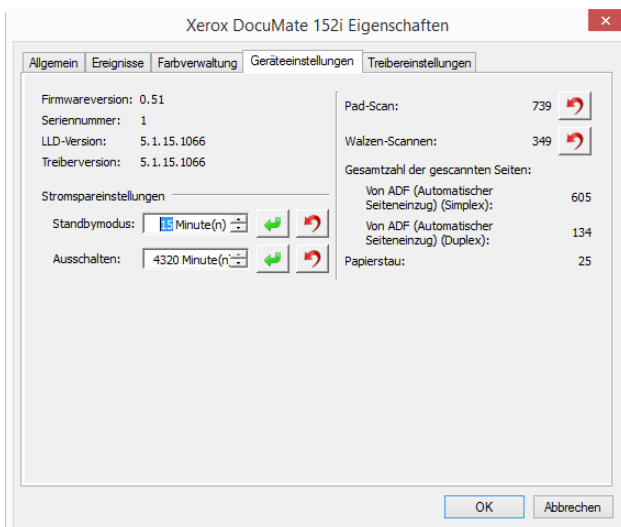 Xerox DocuMate 152i Eigenschaften
Allgemein Ereignisse Farbverwaltung Geräteeinstellungen Treibereinstellungen
Firmwareversion: 0.51
Seriennummer: 1
LLD-Version: 5.1.15.1066
Treiberversion: 5.1.15.1066
Stromspareinstellungen
Standbymodus: 15 Minute(n)
Ausschalten: 4320 Minute(n
Pad-Scan: 739
Walzen-Scannen: 349
Gesamtzahl der gescannten Seiten:
Von ADF (Automatischer
Seiteneinzug) (Simplex): 605
Von ADF (Automatischer
Seiteneinzug) (Duplex): 134
Papierstau: 25
OK Abbrechen